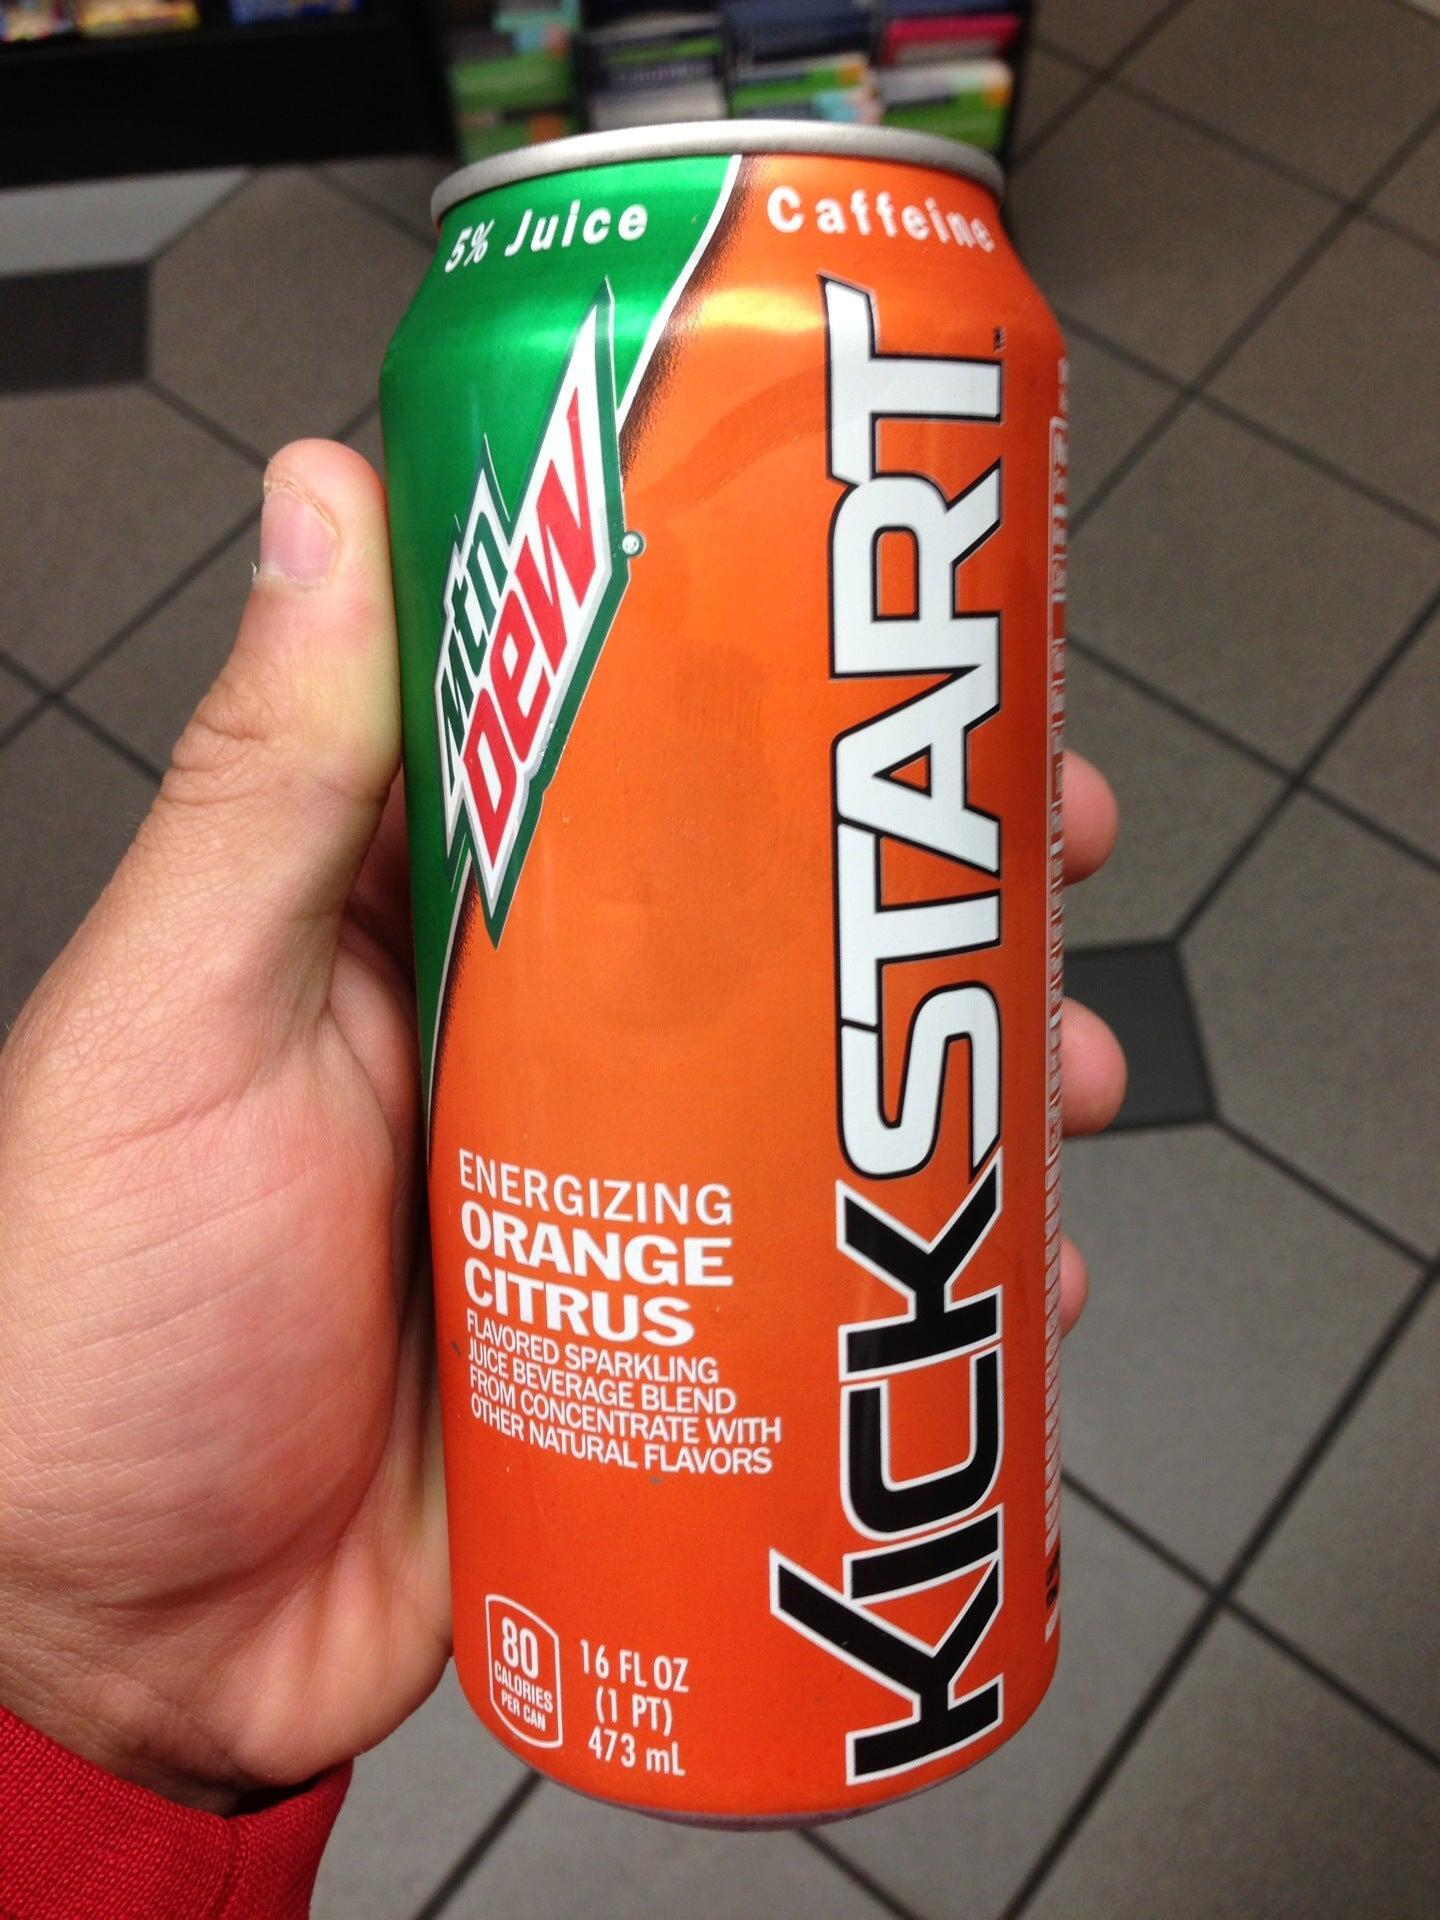 5% Juice
Caffeine
Mtn
Dew
®
KICKSTART™
ENERGIZING
ORANGE
CITRUS
FLAVORED SPARKLING
JUICE BEVERAGE BLEND
FROM CONCENTRATE WITH
OTHER NATURAL FLAVORS
80
CALORIES
PER CAN
16 FL OZ
(1 PT)
473 mL